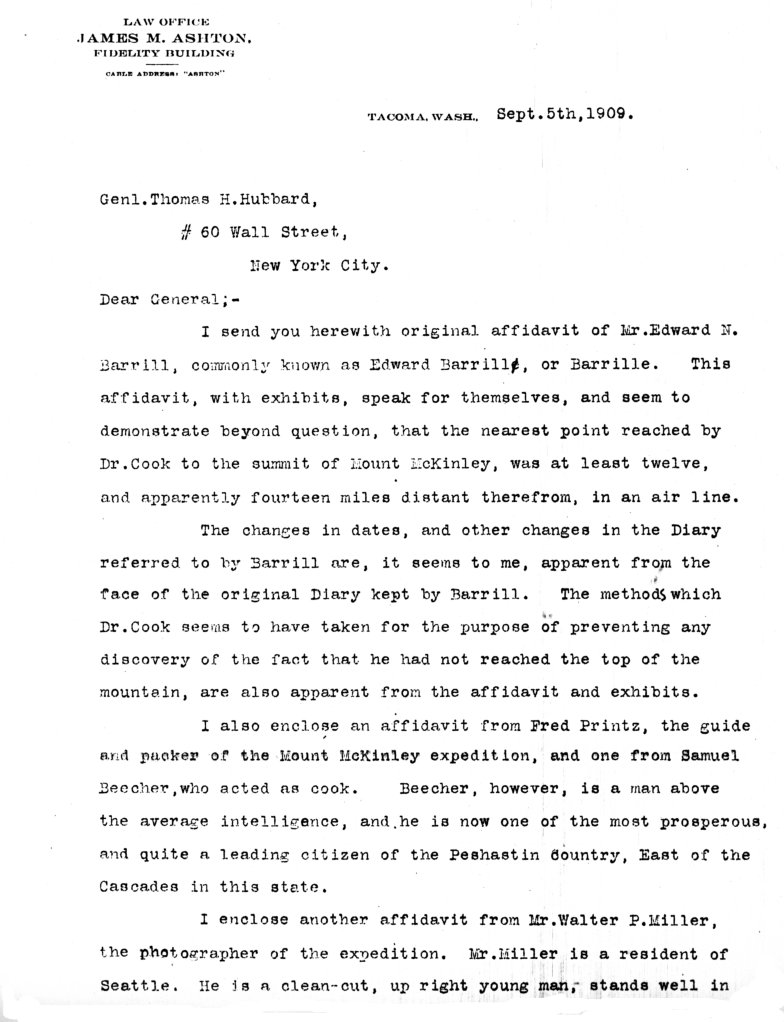 LAW OFFICE
JAMES M. ASHTON,
FIDELITY BUILDING
CABLE ADDRESS: "ASHTON"
TACOMA, WASH., Sept.5th,1909.
Genl.Thomas H.Hubbard,
# 60 Wall Street,
New York City.
Dear General;-
I send you herewith original affidavit of Mr.Edward N.
Barrill, commonly known as Edward Barrill, or Barrille. This
affidavit, with exhibits, speak for themselves, and seem to
demonstrate beyond question, that the nearest point reached by
Dr.Cook to the summit of Mount McKinley, was at least twelve,
and apparently fourteen miles distant therefrom, in an air line.
The changes in dates, and other changes in the Diary
referred to by Barrill are, it seems to me, apparent from the
face of the original Diary kept by Barrill. The methods which
Dr.Cook seems to have taken for the purpose of preventing any
discovery of the fact that he had not reached the top of the
mountain, are also apparent from the affidavit and exhibits.
I also enclose an affidavit from Fred Printz, the guide
and packer of the Mount McKinley expedition, and one from Samuel
Beecher,who acted as cook. Beecher, however, is a man above
the average intelligence, and he is now one of the most prosperous,
and quite a leading citizen of the Peshastin Country, East of the
Cascades in this state.
I enclose another affidavit from Mr.Walter P.Miller,
the photographer of the expedition. Mr.Miller is a resident of
Seattle. He is a clean-cut, up right young man, stands well in